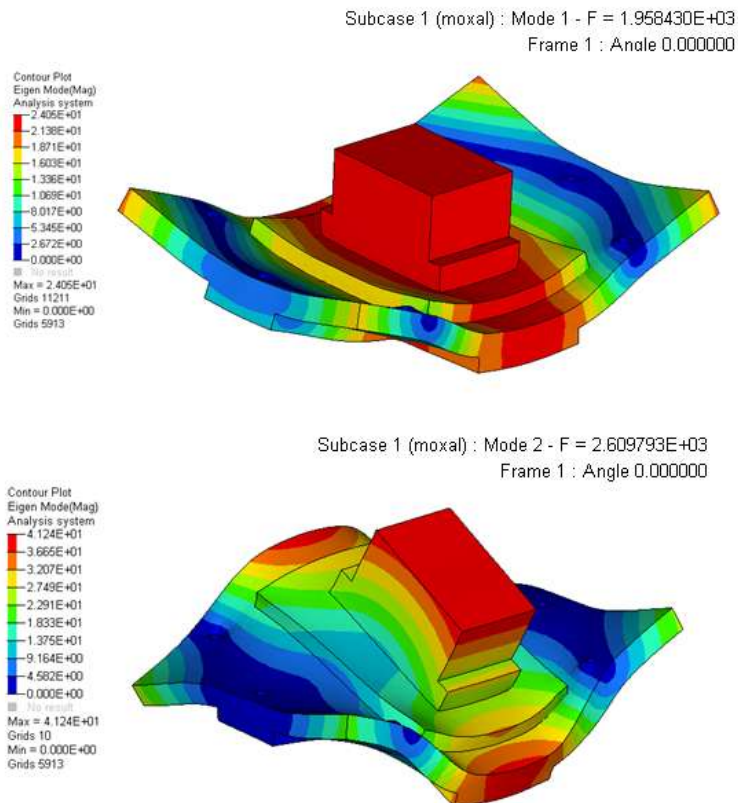 Subcase 1 (moxal) : Mode 1 - F = 1.958430E+03
Frame 1 : Angle 0.000000
Contour Plot
Eigen Mode(Mag)
Analysis system
2.405E+01
2.138E+01
1.871E+01
1.603E+01
1.336E+01
1.069E+01
8.017E+00
5.345E+00
2.672E+00
0.000E+00
No result
Max = 2.405E+01
Grids 11211
Min = 0.000E+00
Grids 5913
Subcase 1 (moxal) : Mode 2 - F = 2.609793E+03
Frame 1 : Angle 0.000000
Contour Plot
Eigen Mode(Mag)
Analysis system
4.124E+01
3.665E+01
3.207E+01
2.749E+01
2.291E+01
1.833E+01
1.375E+01
9.164E+00
4.582E+00
0.000E+00
No result
Max = 4.124E+01
Grids 10
Min = 0.000E+00
Grids 5913